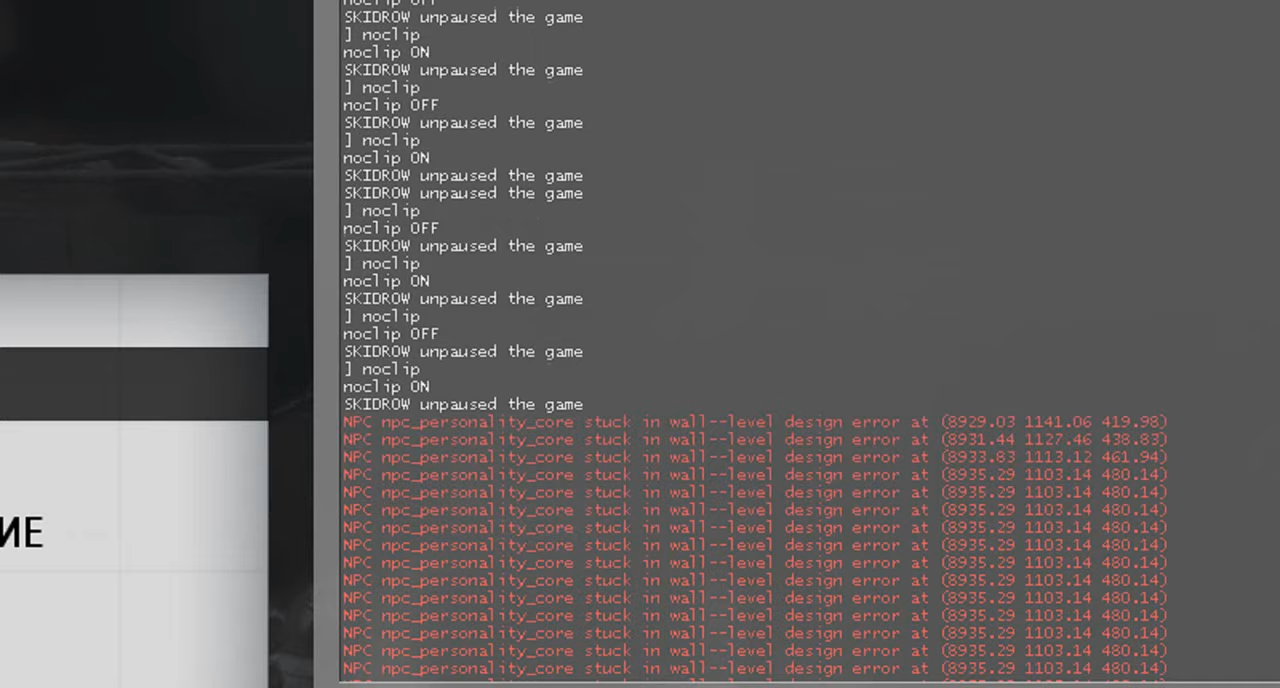 noclip OFF
SKIDROW unpaused the game
] noclip
noclip ON
SKIDROW unpaused the game
] noclip
noclip OFF
SKIDROW unpaused the game
] noclip
noclip ON
SKIDROW unpaused the game
SKIDROW unpaused the game
] noclip
noclip OFF
SKIDROW unpaused the game
] noclip
noclip ON
SKIDROW unpaused the game
] noclip
noclip OFF
SKIDROW unpaused the game
] noclip
noclip ON
SKIDROW unpaused the game
NPC npc_personality_core stuck in wall--level design error at (8929.03 1141.06 419.98)
NPC npc_personality_core stuck in wall--level design error at (8931.44 1127.46 438.83)
NPC npc_personality_core stuck in wall--level design error at (8933.83 1113.12 461.94)
NPC npc_personality_core stuck in wall--level design error at (8935.29 1103.14 480.14)
NPC npc_personality_core stuck in wall--level design error at (8935.29 1103.14 480.14)
NPC npc_personality_core stuck in wall--level design error at (8935.29 1103.14 480.14)
NPC npc_personality_core stuck in wall--level design error at (8935.29 1103.14 480.14)
NPC npc_personality_core stuck in wall--level design error at (8935.29 1103.14 480.14)
NPC npc_personality_core stuck in wall--level design error at (8935.29 1103.14 480.14)
NPC npc_personality_core stuck in wall--level design error at (8935.29 1103.14 480.14)
NPC npc_personality_core stuck in wall--level design error at (8935.29 1103.14 480.14)
NPC npc_personality_core stuck in wall--level design error at (8935.29 1103.14 480.14)
NPC npc_personality_core stuck in wall--level design error at (8935.29 1103.14 480.14)
NPC npc_personality_core stuck in wall--level design error at (8935.29 1103.14 480.14)
NPC npc_personality_core stuck in wall--level design error at (8935.29 1103.14 480.14)
ИЕ